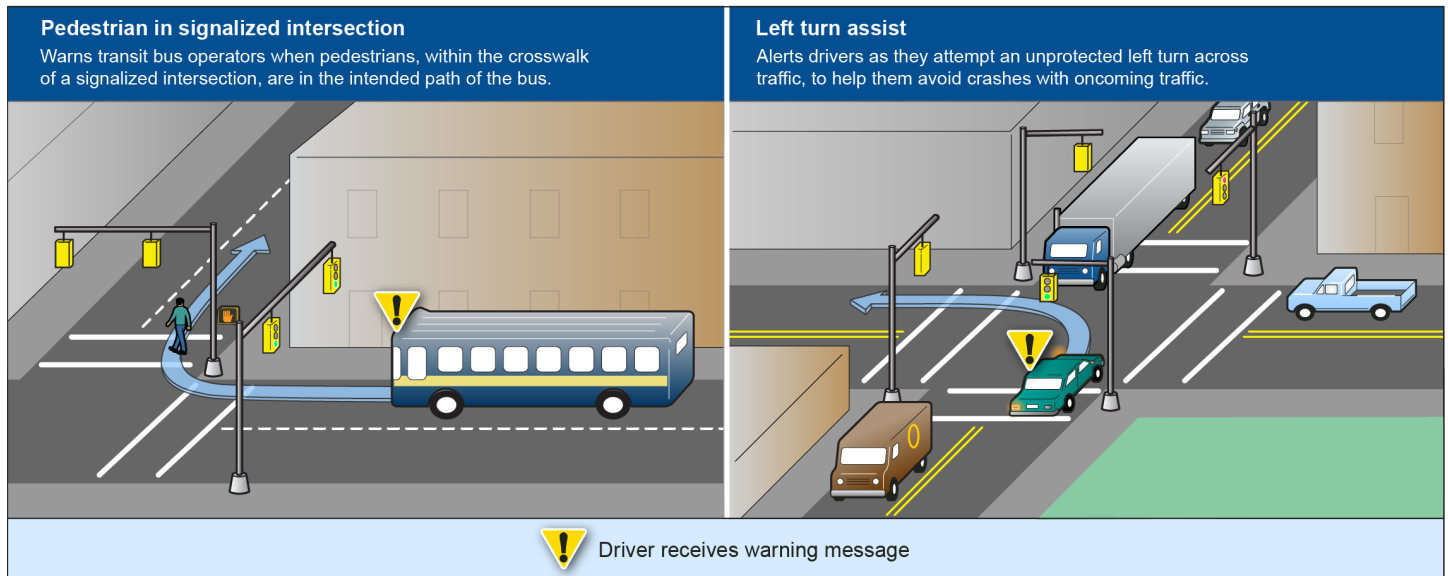 Pedestrian in signalized intersection
Warns transit bus operators when pedestrians, within the crosswalk
of a signalized intersection, are in the intended path of the bus.
Left turn assist
Alerts drivers as they attempt an unprotected left turn across
traffic, to help them avoid crashes with oncoming traffic.
!
!
! Driver receives warning message